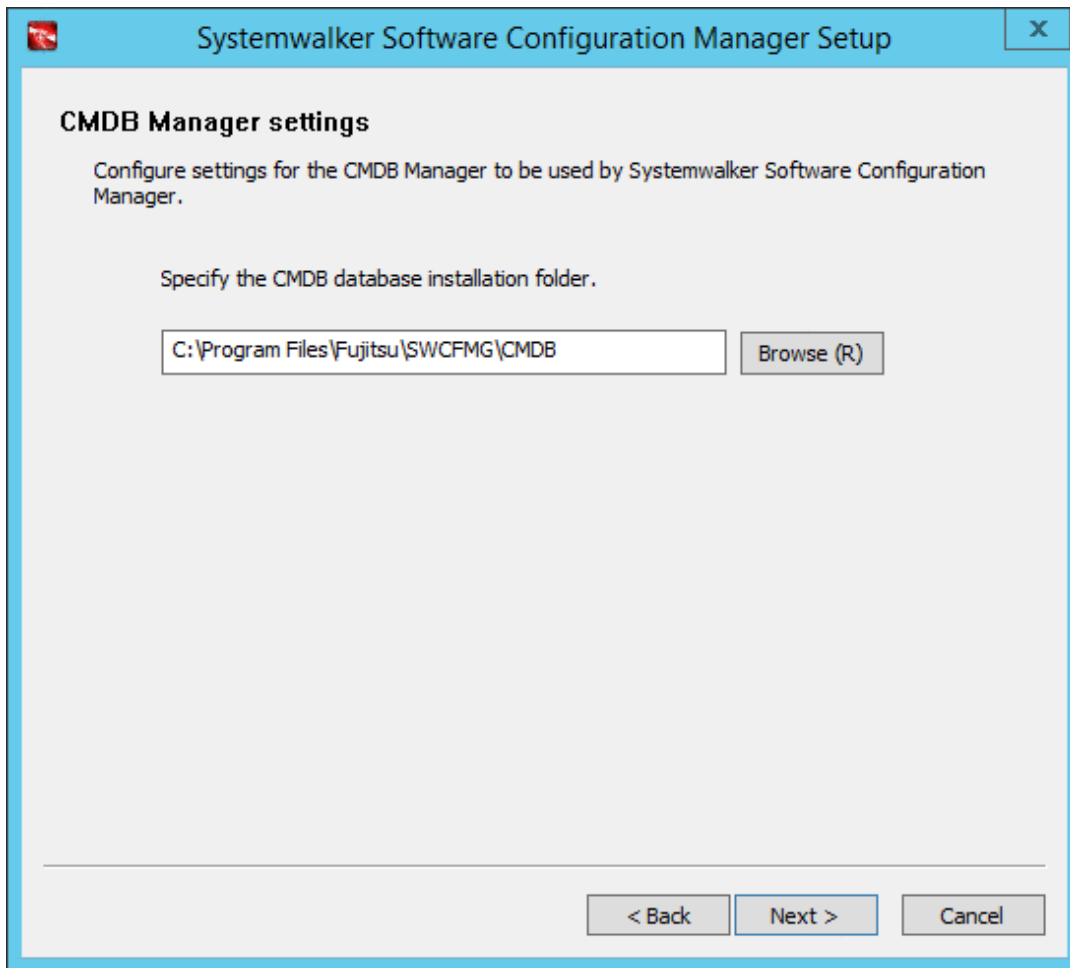 Systemwalker Software Configuration Manager Setup
X
CMDB Manager settings
Configure settings for the CMDB Manager to be used by Systemwalker Software Configuration
Manager.
Specify the CMDB database installation folder.
C:\Program Files\Fujitsu\SWCFMG\CMDB
Browse (R)
< Back
Next >
Cancel